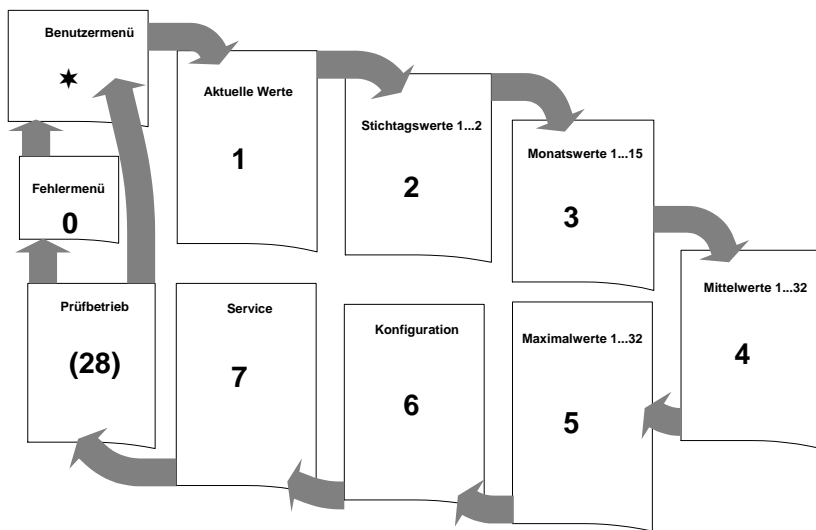 Benutzermenü
✶
Aktuelle Werte
1
Stichtagswerte 1...2
2
Monatswerte 1...15
3
Mittelwerte 1...32
4
Maximalwerte 1...32
5
Konfiguration
6
Service
7
Prüfbetrieb
(28)
Fehlermenü
0